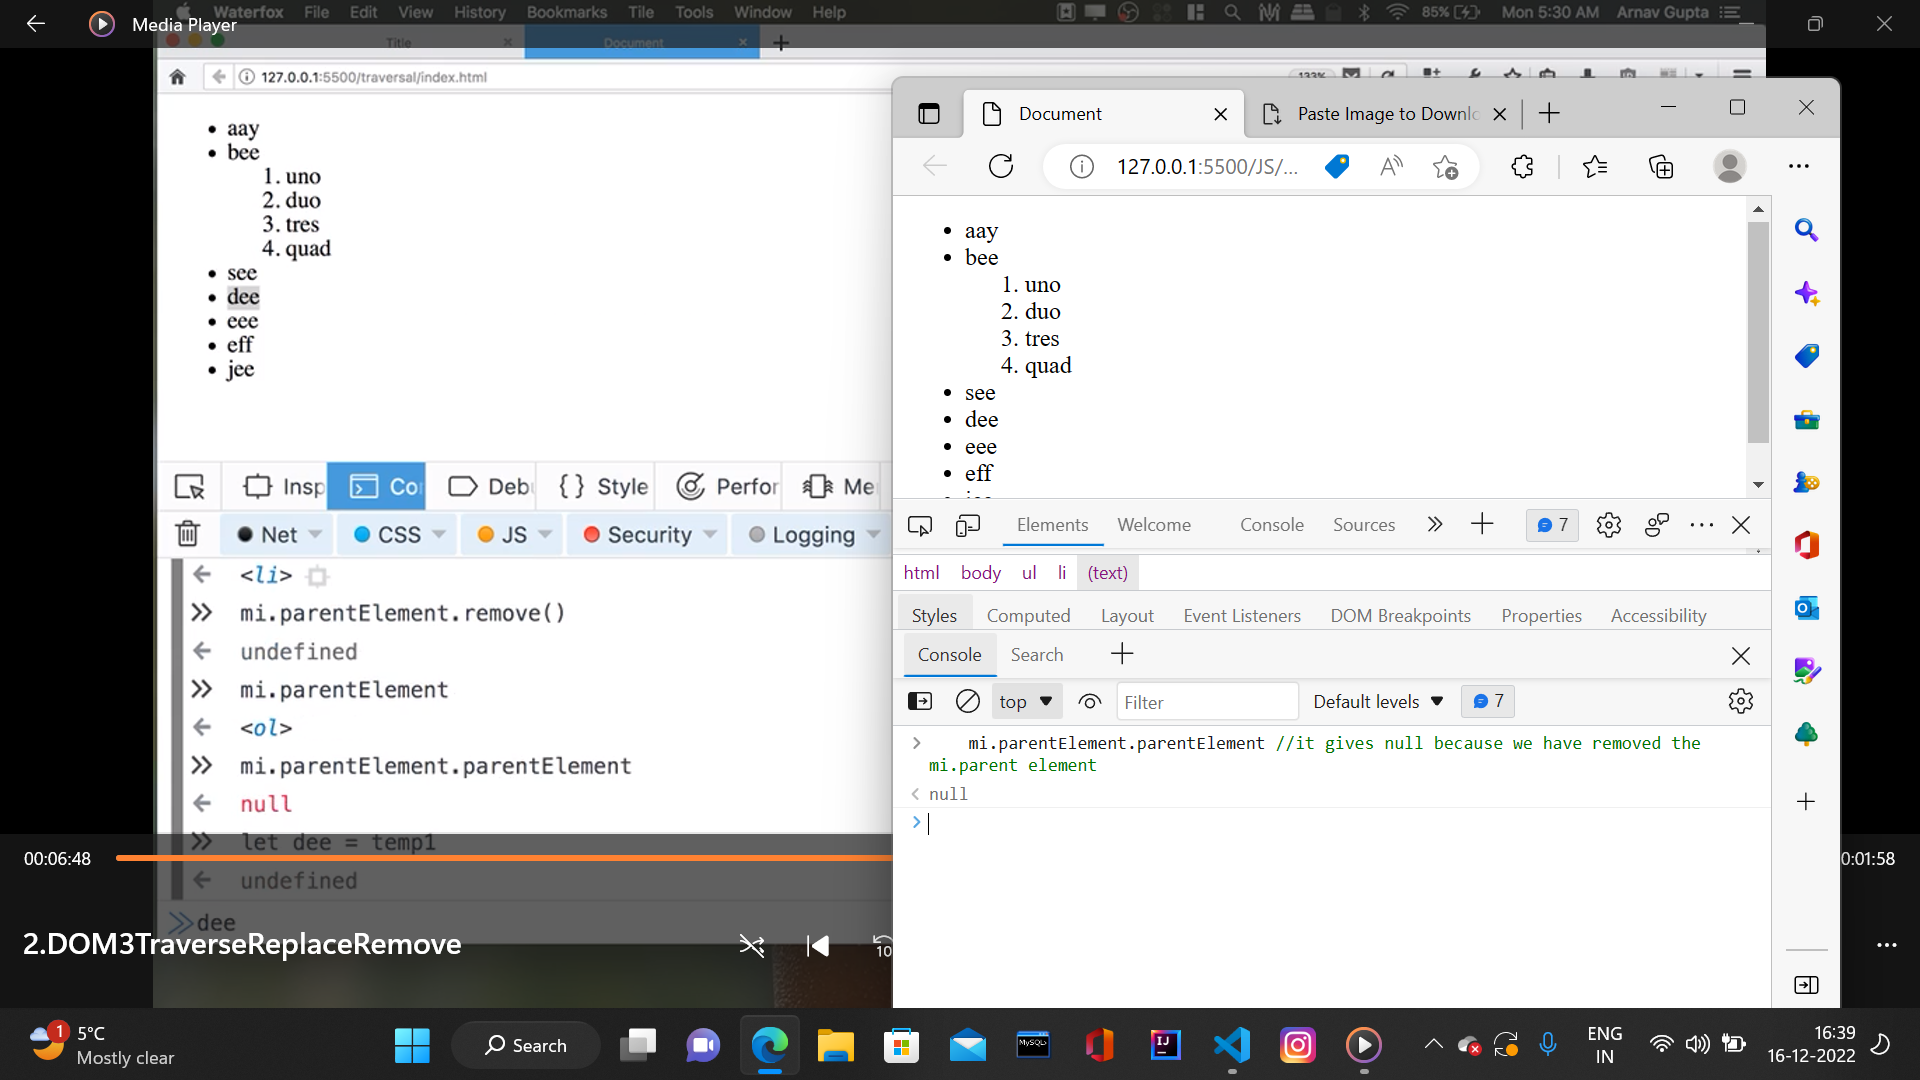 Waterfox File Edit View History Bookmarks Tile Tools Window Help
85% Mon 5:30 AM Arnav Gupta
Media Player
Title
Document
127.0.0.1:5500/traversal/index.html
133%
aay
bee
1. uno
2. duo
3. tres
4. quad
see
dee
eee
eff
jee
Insp
Co
Deb
{} Style
Perfor
Me
Net CSS JS Security Logging
<li>
mi.parentElement.remove()
undefined
mi.parentElement
<ol>
mi.parentElement.parentElement
null
let dee = temp1
undefined
dee
00:06:48
0:01:58
2.DOM3TraverseReplaceRemove
10
Document
Paste Image to Downlo
127.0.0.1:5500/JS/...
aay
bee
1. uno
2. duo
3. tres
4. quad
see
dee
eee
eff
Elements Welcome Console Sources
7
html body ul li (text)
Styles Computed Layout Event Listeners DOM Breakpoints Properties Accessibility
Console Search
top
Filter
Default levels
7
mi.parentElement.parentElement //it gives null because we have removed the
mi.parent element
null
1
5°C
Mostly clear
Search
MySQL
IJ
ENG
IN
16:39
16-12-2022